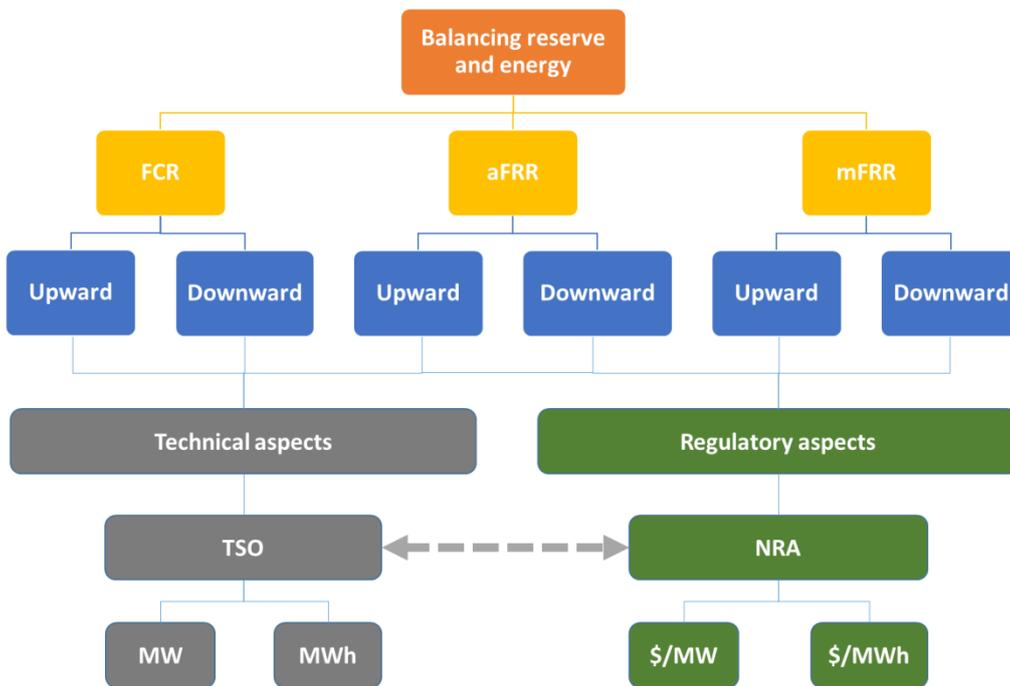 Balancing reserve
and energy
FCR
aFRR
mFRR
Upward
Downward
Upward
Downward
Upward
Downward
Technical aspects
Regulatory aspects
TSO
NRA
MW
MWh
$/MW
$/MWh